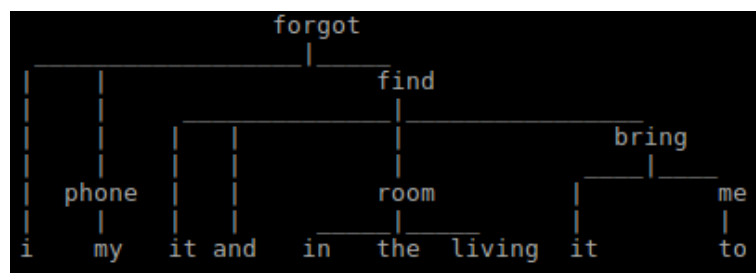 forgot
find
bring
phone room me
i my it and in the living it to